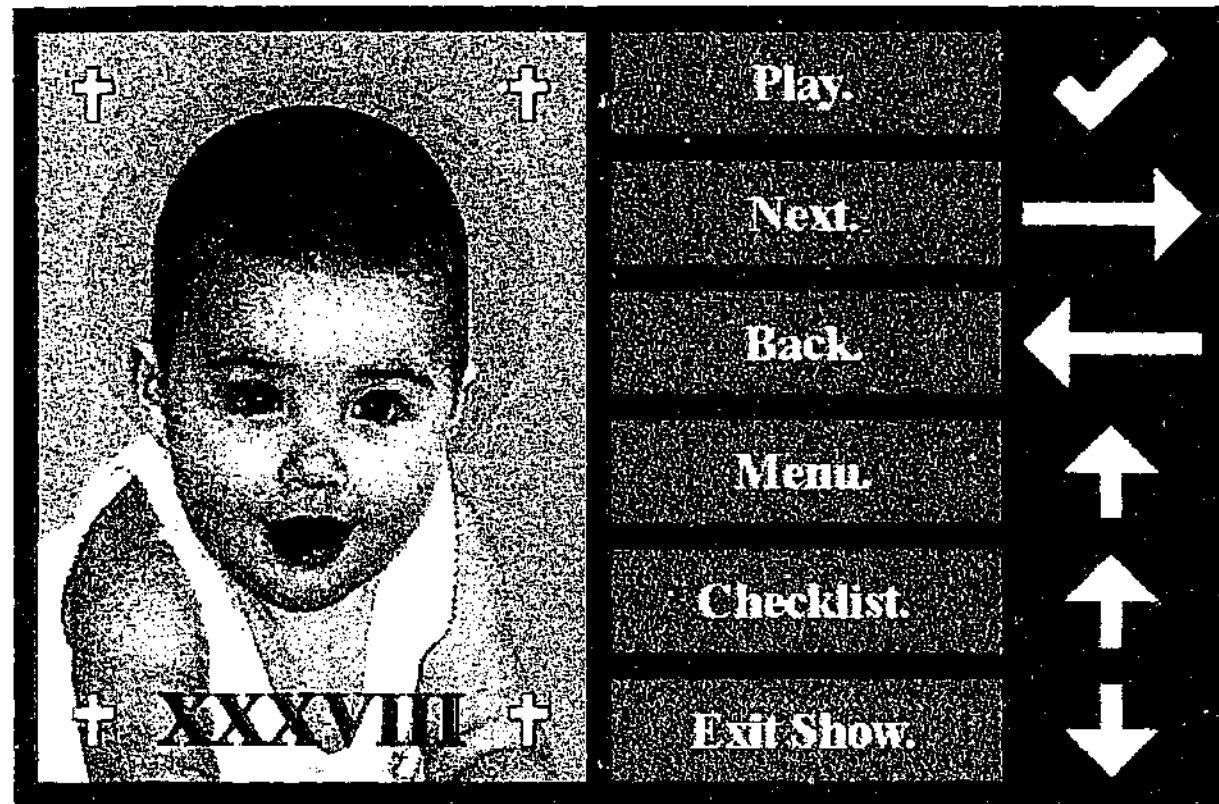 Play.
Next.
Back.
Menu.
Checklist.
Exit Show.
XXXVIII